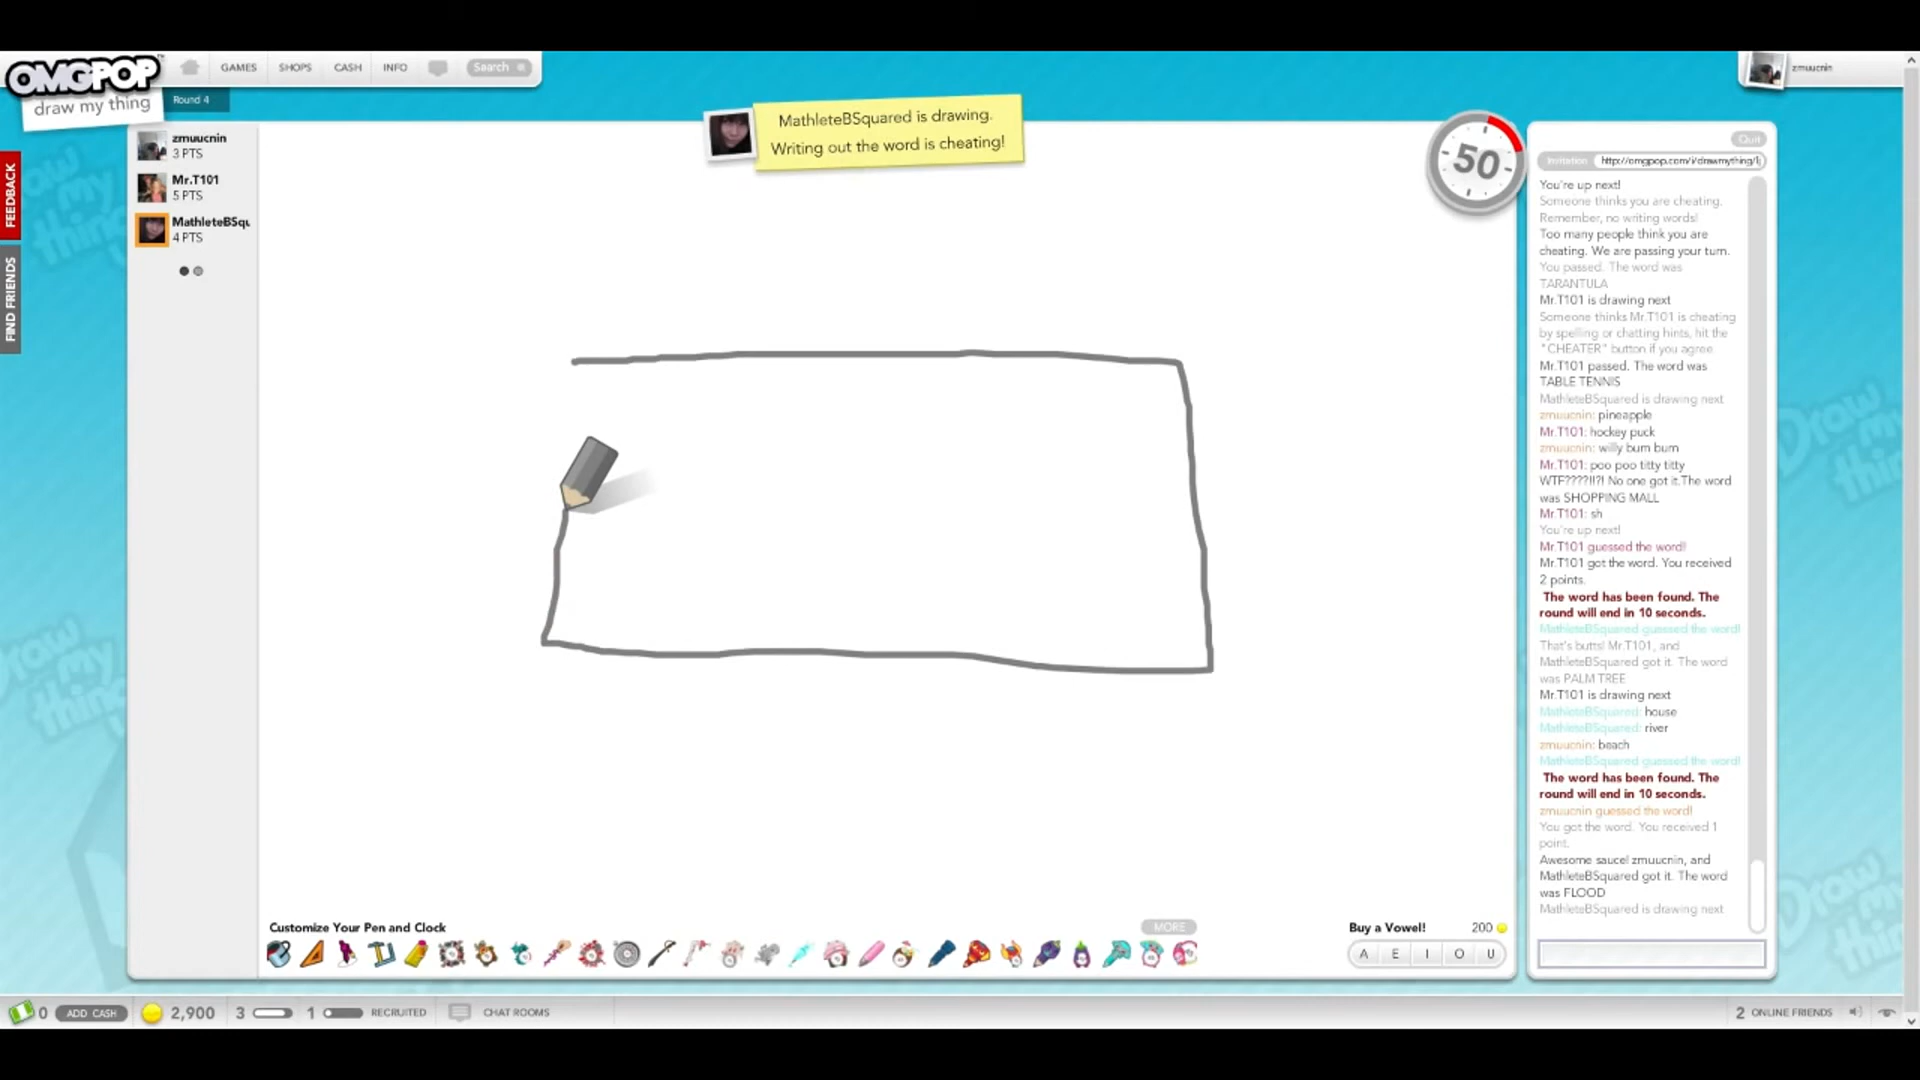 OMGPOP
draw my thing
GAMES
SHOPS
CASH
INFO
Search
Round 4
zmuucnin
FEEDBACK
FIND FRIENDS
zmuucnin
3 PTS
Mr.T101
5 PTS
MathleteBSqu
4 PTS
MathleteBSquared is drawing.
Writing out the word is cheating!
50
Quit
Invitation
http://omgpop.com/i/drawmything/
You're up next!
Someone thinks you are cheating.
Remember, no writing words!
Too many people think you are
cheating. We are passing your turn.
You passed. The word was
TARANTULA
Mr.T101 is drawing next
Someone thinks Mr.T101 is cheating
by spelling or chatting hints, hit the
"CHEATER" button if you agree
Mr.T101 passed. The word was
TABLE TENNIS
MathleteBSquared is drawing next
zmuucnin: pineapple
Mr.T101: hockey puck
zmuucnin: willy bum bum
Mr.T101: poo poo titty titty
WTF????!!?! No one got it.The word
was SHOPPING MALL
Mr.T101: sh
You're up next!
Mr.T101 guessed the word!
Mr.T101 got the word. You received
2 points.
The word has been found. The
round will end in 10 seconds.
MathleteBSquared guessed the word!
That's butts! Mr.T101, and
MathleteBSquared got it. The word
was PALM TREE
Mr.T101 is drawing next
MathleteBSquared: house
MathleteBSquared: river
zmuucnin: beach
MathleteBSquared guessed the word!
The word has been found. The
round will end in 10 seconds.
zmuucnin guessed the word!
You got the word. You received 1
point.
Awesome sauce! zmuucnin, and
MathleteBSquared got it. The word
was FLOOD
MathleteBSquared is drawing next
Customize Your Pen and Clock
MORE
Buy a Vowel!
200
A E I O U
0
ADD CASH
2,900
3
1
RECRUITED
CHAT ROOMS
2 ONLINE FRIENDS